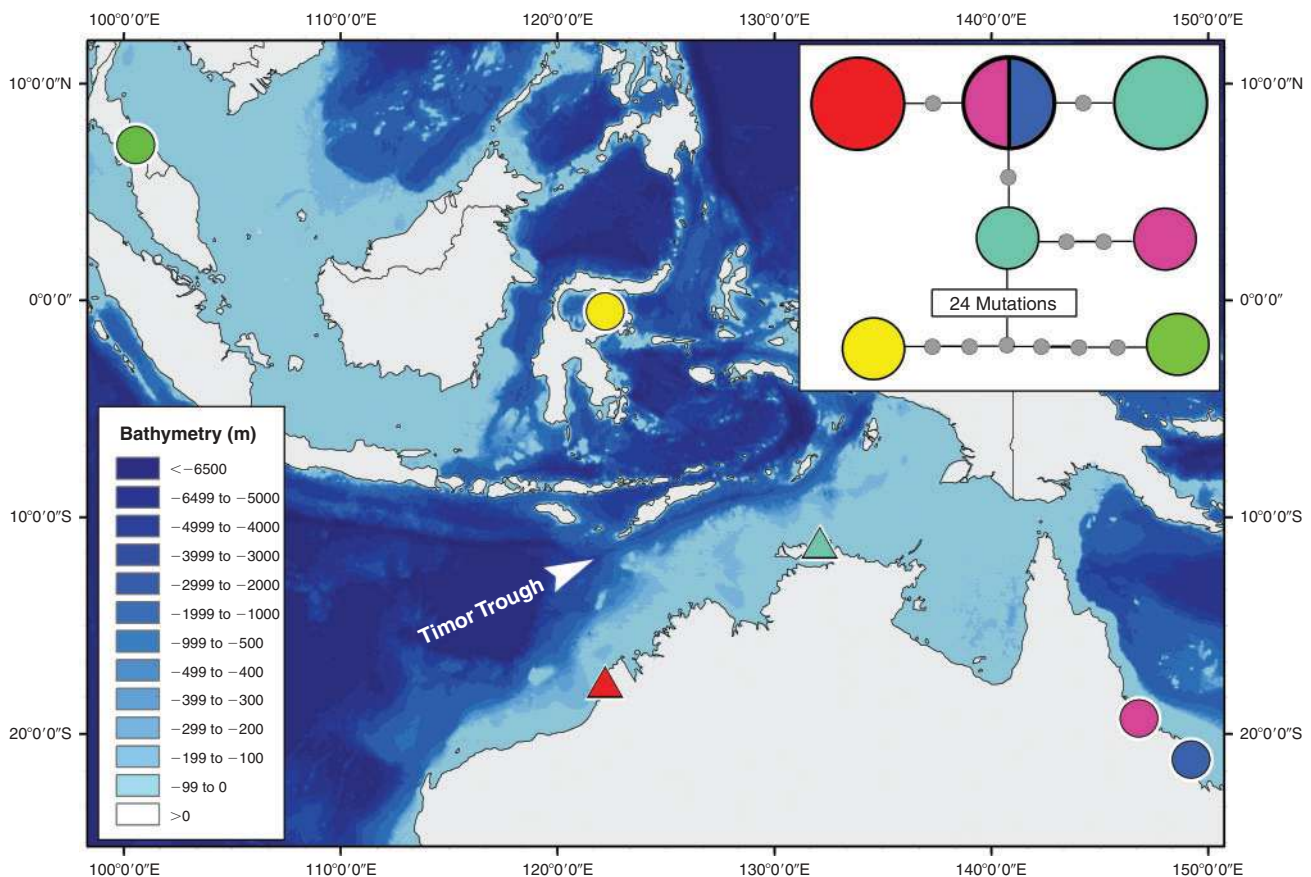 100°0′0″E 110°0′0″E 120°0′0″E 130°0′0″E 140°0′0″E 150°0′0″E
10°0′0″N 10°0′0″N
0°0′0″ 0°0′0″
24 Mutations
Bathymetry (m)
<−6500
−6499 to −5000
−4999 to −4000
−3999 to −3000
−2999 to −2000
−1999 to −1000
−999 to −500
−499 to −400
−399 to −300
−299 to −200
−199 to −100
−99 to 0
>0
10°0′0″S 10°0′0″S
Timor Trough
20°0′0″S 20°0′0″S
100°0′0″E 110°0′0″E 120°0′0″E 130°0′0″E 140°0′0″E 150°0′0″E